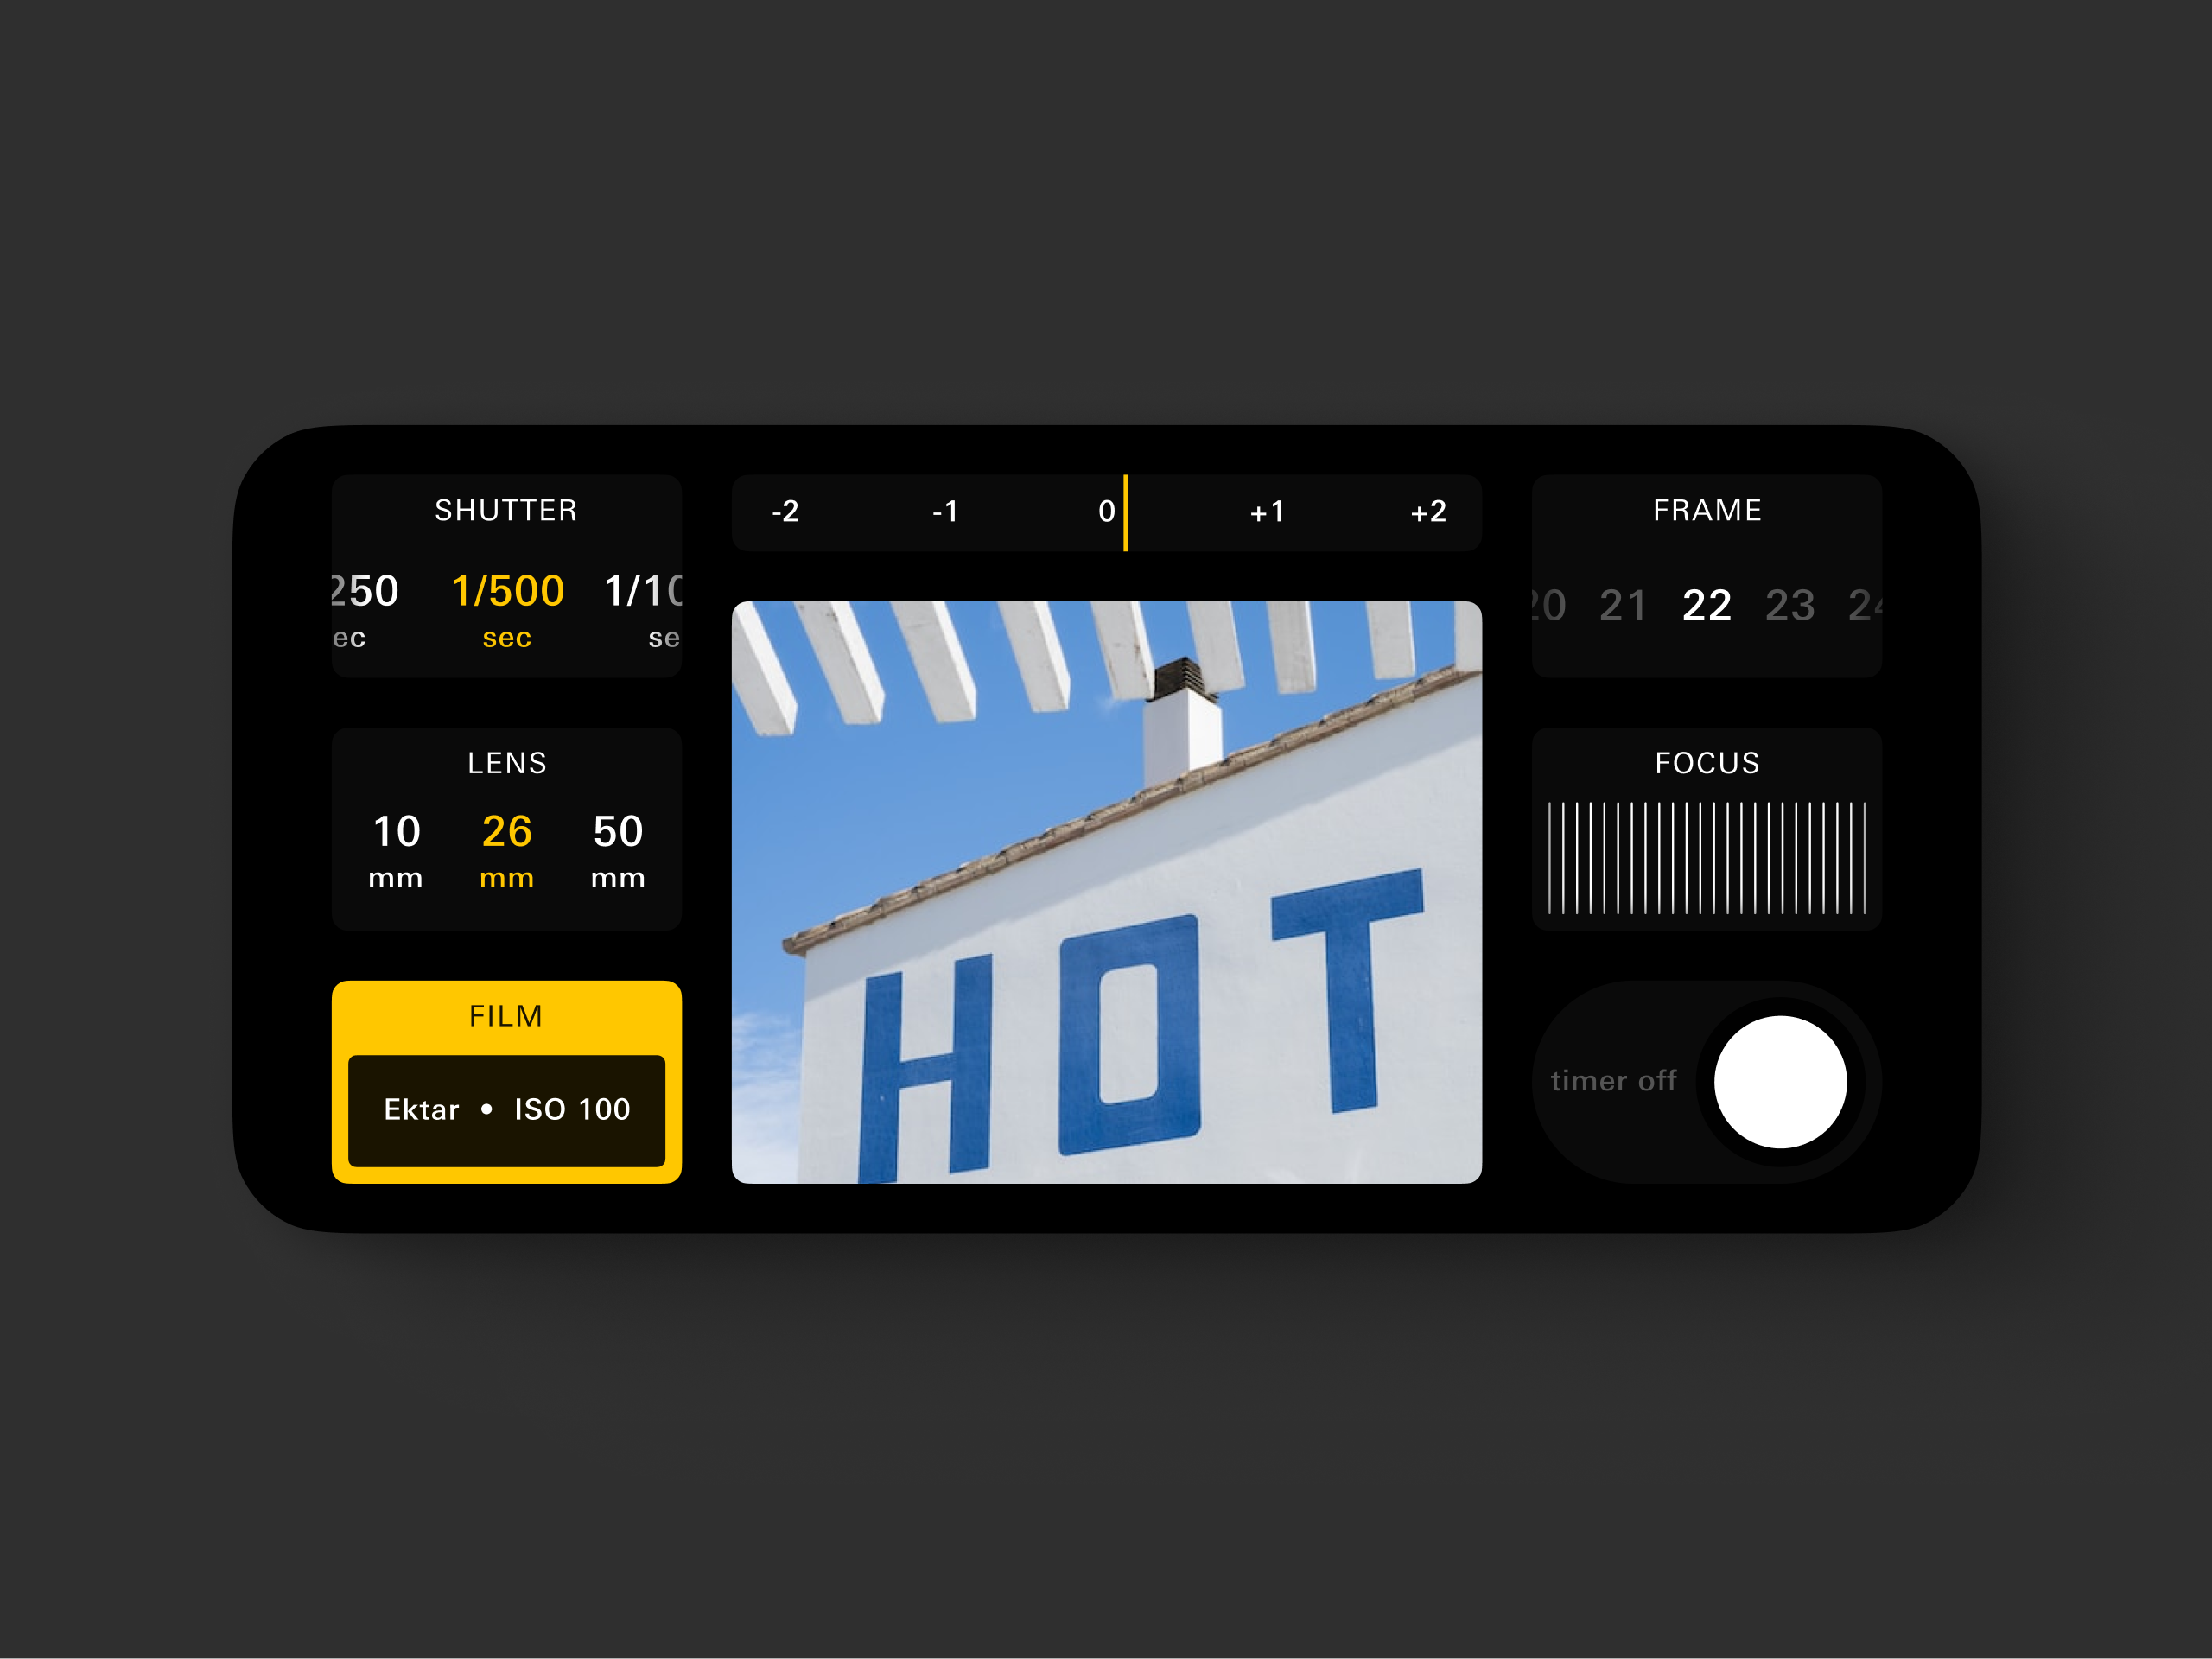 SHUTTER
250 1/500 1/10
sec sec se
LENS
10 26 50
mm mm mm
FILM
Ektar • ISO 100
-2 -1 0 +1 +2
HOT
FRAME
20 21 22 23 24
FOCUS
timer off